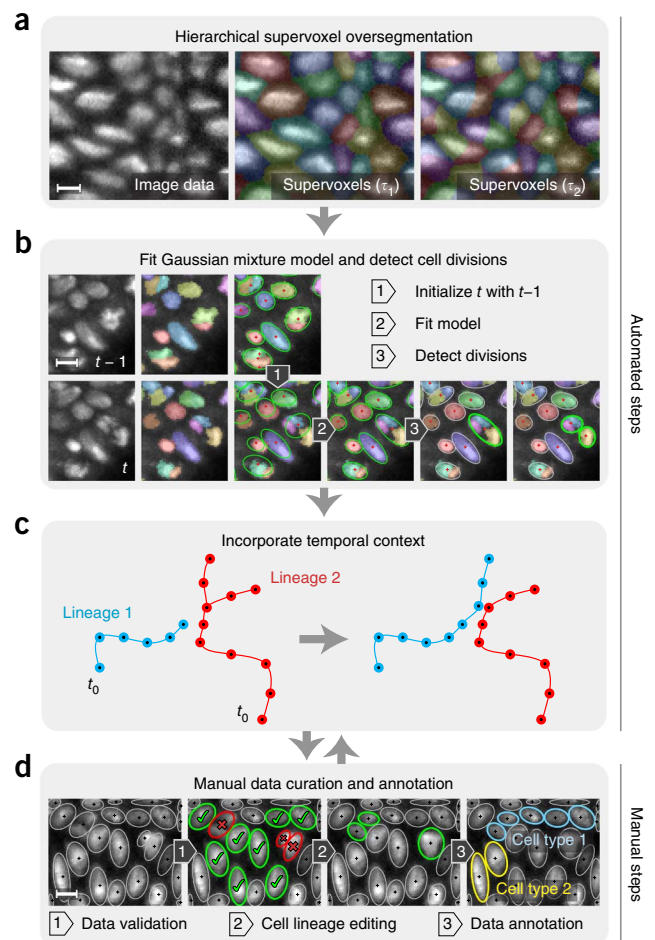 a
Hierarchical supervoxel oversegmentation
Image data
Supervoxels (τ1)
Supervoxels (τ2)
b
Fit Gaussian mixture model and detect cell divisions
t – 1
1 Initialize t with t–1
2 Fit model
3 Detect divisions
1
t
2
3
Automated steps
c
Incorporate temporal context
Lineage 1
Lineage 2
t0
t0
d
Manual data curation and annotation
1
2
3
Cell type 1
Cell type 2
1 Data validation
2 Cell lineage editing
3 Data annotation
Manual steps